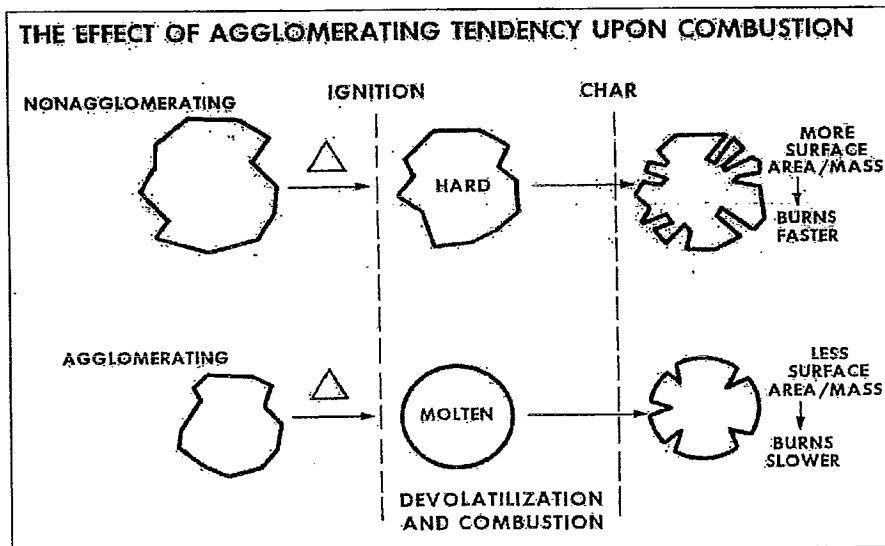 THE EFFECT OF AGGLOMERATING TENDENCY UPON COMBUSTION
NONAGGLOMERATING
IGNITION
CHAR
HARD
MORE
SURFACE
AREA/MASS
BURNS
FASTER
AGGLOMERATING
MOLTEN
LESS
SURFACE
AREA/MASS
BURNS
SLOWER
DEVOLATILIZATION
AND COMBUSTION